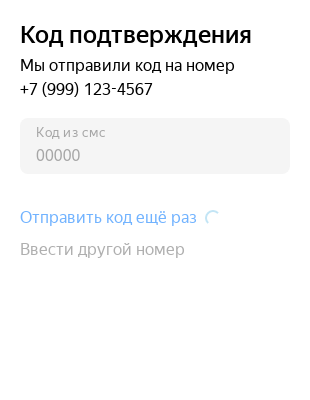 Код подтверждения
Мы отправили код на номер
+7 (999) 123-4567
Код из смс
00000
Отправить код ещё раз
Ввести другой номер